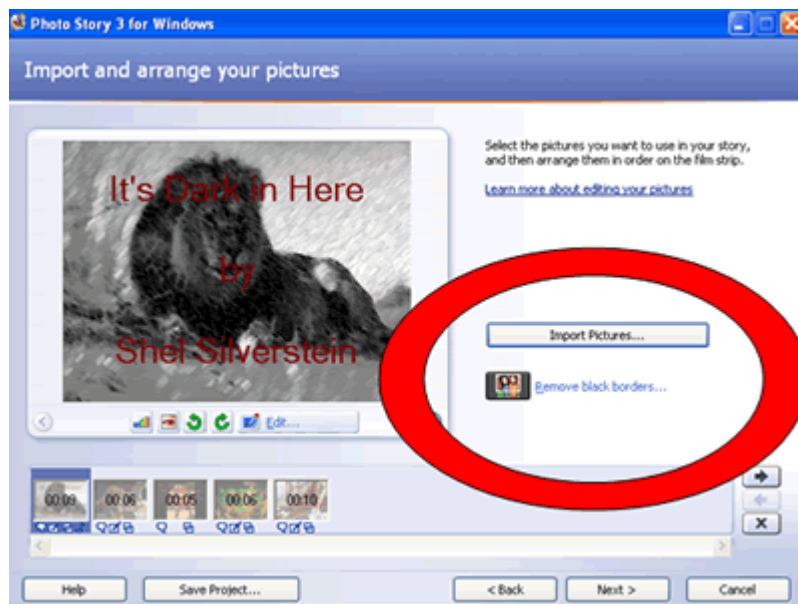 Photo Story 3 for Windows
Import and arrange your pictures
It's Dark in Here
by
Shel Silverstein
Select the pictures you want to use in your story,
and then arrange them in order on the film strip.
Learn more about editing your pictures
Import Pictures...
Remove black borders...
Edit...
00:09 00:06 00:05 00:06 00:10
Help Save Project... < Back Next > Cancel